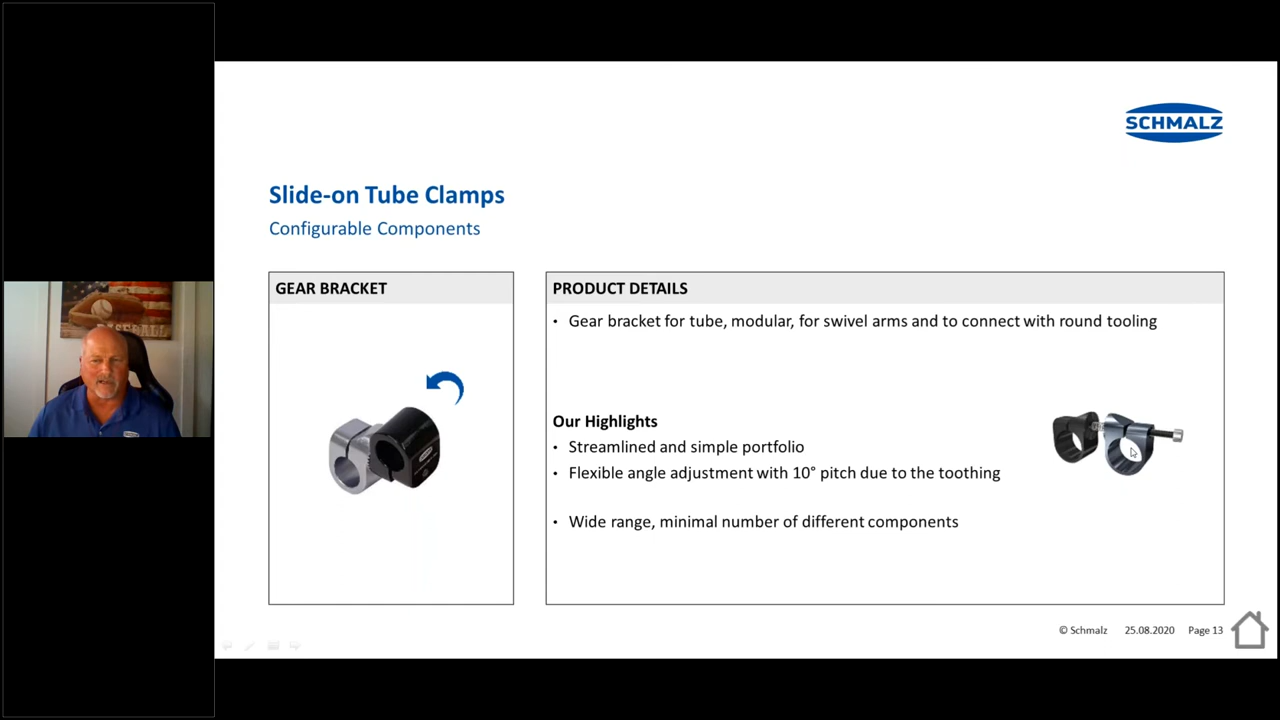 SCHMALZ
Slide-on Tube Clamps
Configurable Components
GEAR BRACKET
PRODUCT DETAILS
• Gear bracket for tube, modular, for swivel arms and to connect with round tooling
Our Highlights
• Streamlined and simple portfolio
• Flexible angle adjustment with 10° pitch due to the toothing
• Wide range, minimal number of different components
© Schmalz 25.08.2020 Page 13
BASEBALL